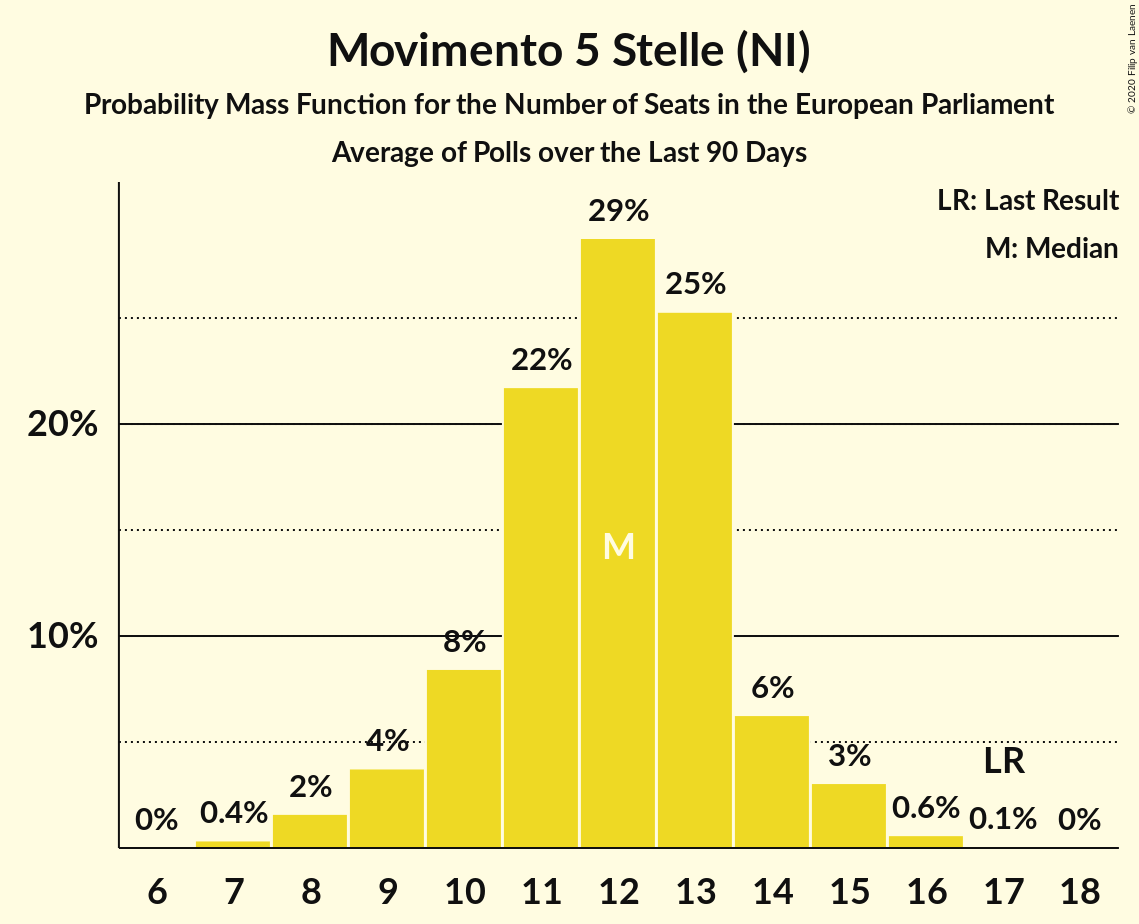 Movimento 5 Stelle (NI)
Probability Mass Function for the Number of Seats in the European Parliament
Average of Polls over the Last 90 Days
© 2020 Filip van Laenen
LR: Last Result
M: Median
29%
25%
22%
20%
M
10%
8%
6%
4%
3%
LR
2%
0%
0.4%
0.6%
0.1%
0%
6 7 8 9 10 11 12 13 14 15 16 17 18